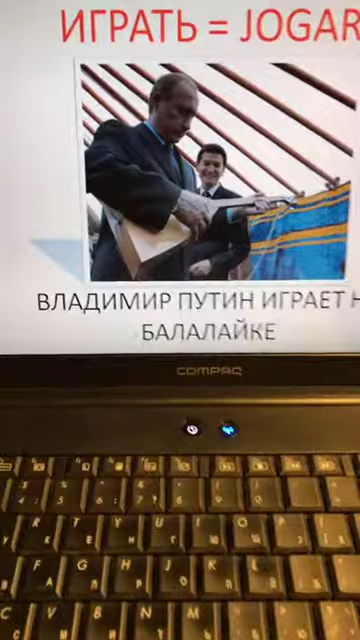 ИГРАТЬ = JOGAR
ВЛАДИМИР ПУТИН ИГРАЕТ Н
БАЛАЛАЙКЕ
COMPAQ
R T Y U I O P
F G H J K L
C V B N M